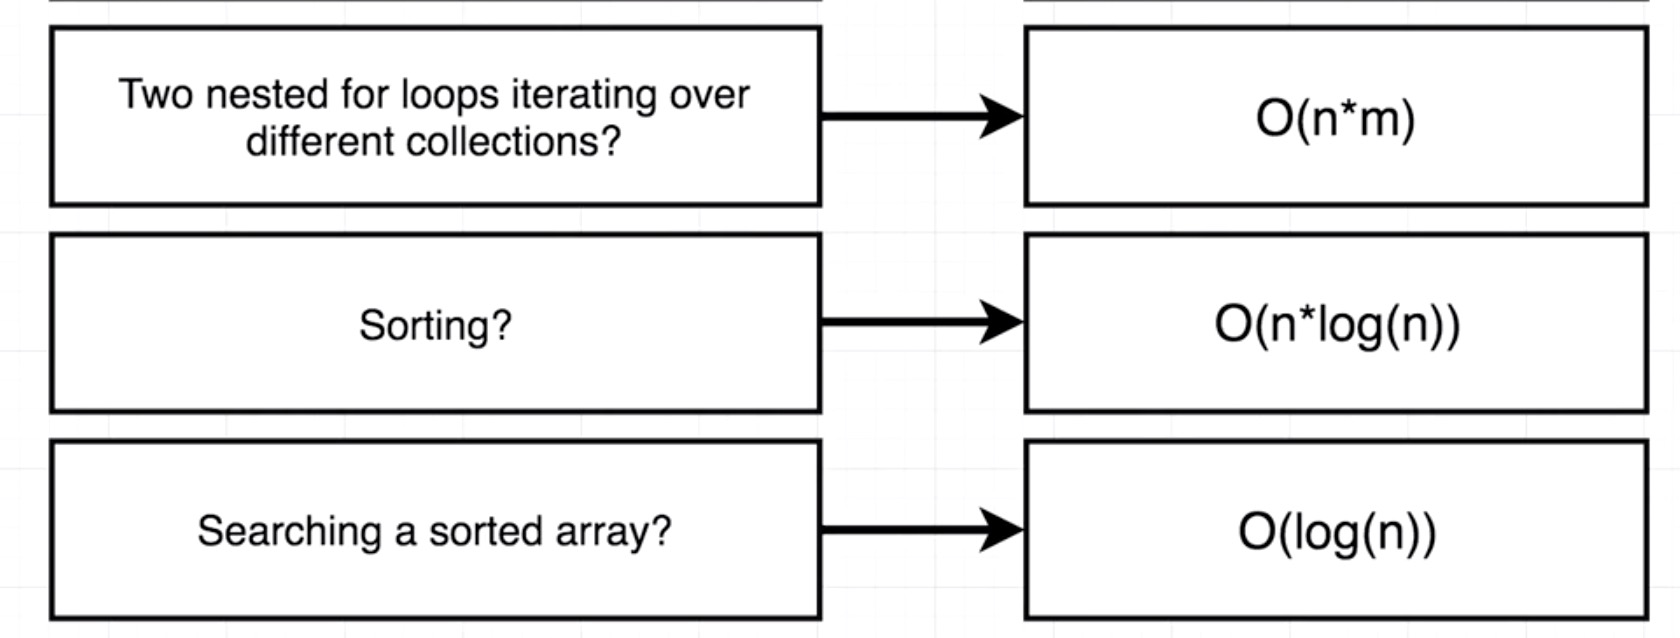 Two nested for loops iterating over
different collections?
O(n*m)
Sorting?
O(n*log(n))
Searching a sorted array?
O(log(n))